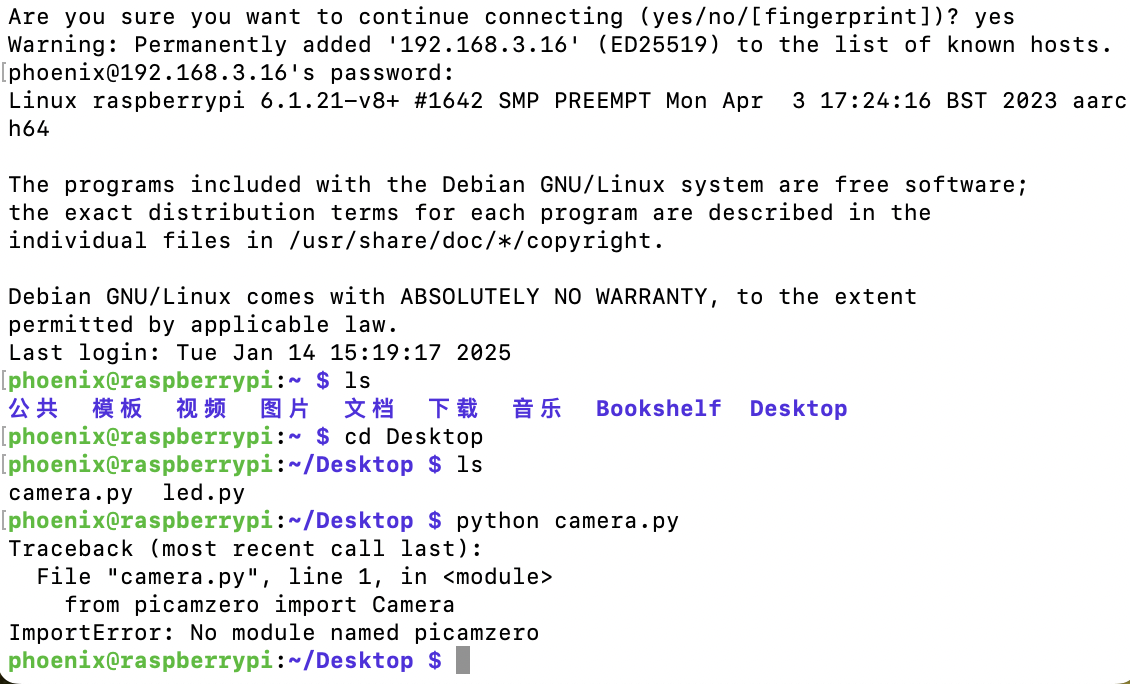 Are you sure you want to continue connecting (yes/no/[fingerprint])? yes
Warning: Permanently added '192.168.3.16' (ED25519) to the list of known hosts.
[phoenix@192.168.3.16's password:
Linux raspberrypi 6.1.21-v8+ #1642 SMP PREEMPT Mon Apr  3 17:24:16 BST 2023 aarc
h64
The programs included with the Debian GNU/Linux system are free software;
the exact distribution terms for each program are described in the
individual files in /usr/share/doc/*/copyright.
Debian GNU/Linux comes with ABSOLUTELY NO WARRANTY, to the extent
permitted by applicable law.
Last login: Tue Jan 14 15:19:17 2025
[phoenix@raspberrypi:~ $ ls
公共  模板  视频  图片  文档  下载  音乐  Bookshelf  Desktop
[phoenix@raspberrypi:~ $ cd Desktop
[phoenix@raspberrypi:~/Desktop $ ls
camera.py  led.py
[phoenix@raspberrypi:~/Desktop $ python camera.py
Traceback (most recent call last):
  File "camera.py", line 1, in <module>
    from picamzero import Camera
ImportError: No module named picamzero
phoenix@raspberrypi:~/Desktop $